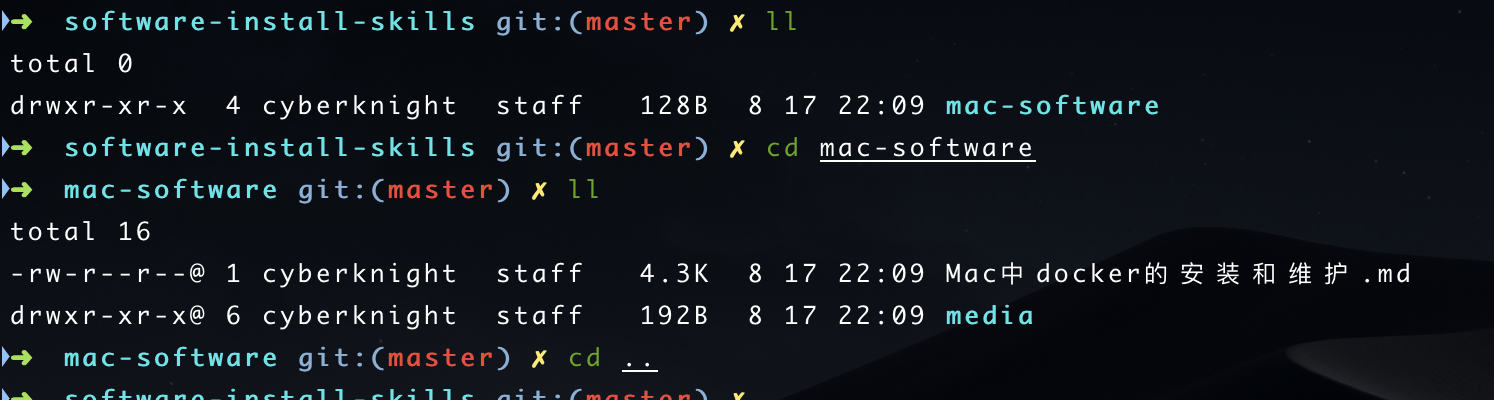 ➜ software-install-skills git:(master) ✗ ll
total 0
drwxr-xr-x  4 cyberknight  staff   128B  8 17 22:09 mac-software
➜ software-install-skills git:(master) ✗ cd mac-software
➜ mac-software git:(master) ✗ ll
total 16
-rw-r--r--@ 1 cyberknight  staff   4.3K  8 17 22:09 Mac中docker的安装和维护.md
drwxr-xr-x@ 6 cyberknight  staff   192B  8 17 22:09 media
➜ mac-software git:(master) ✗ cd ..
➜ software-install-skills git:(master) ✗